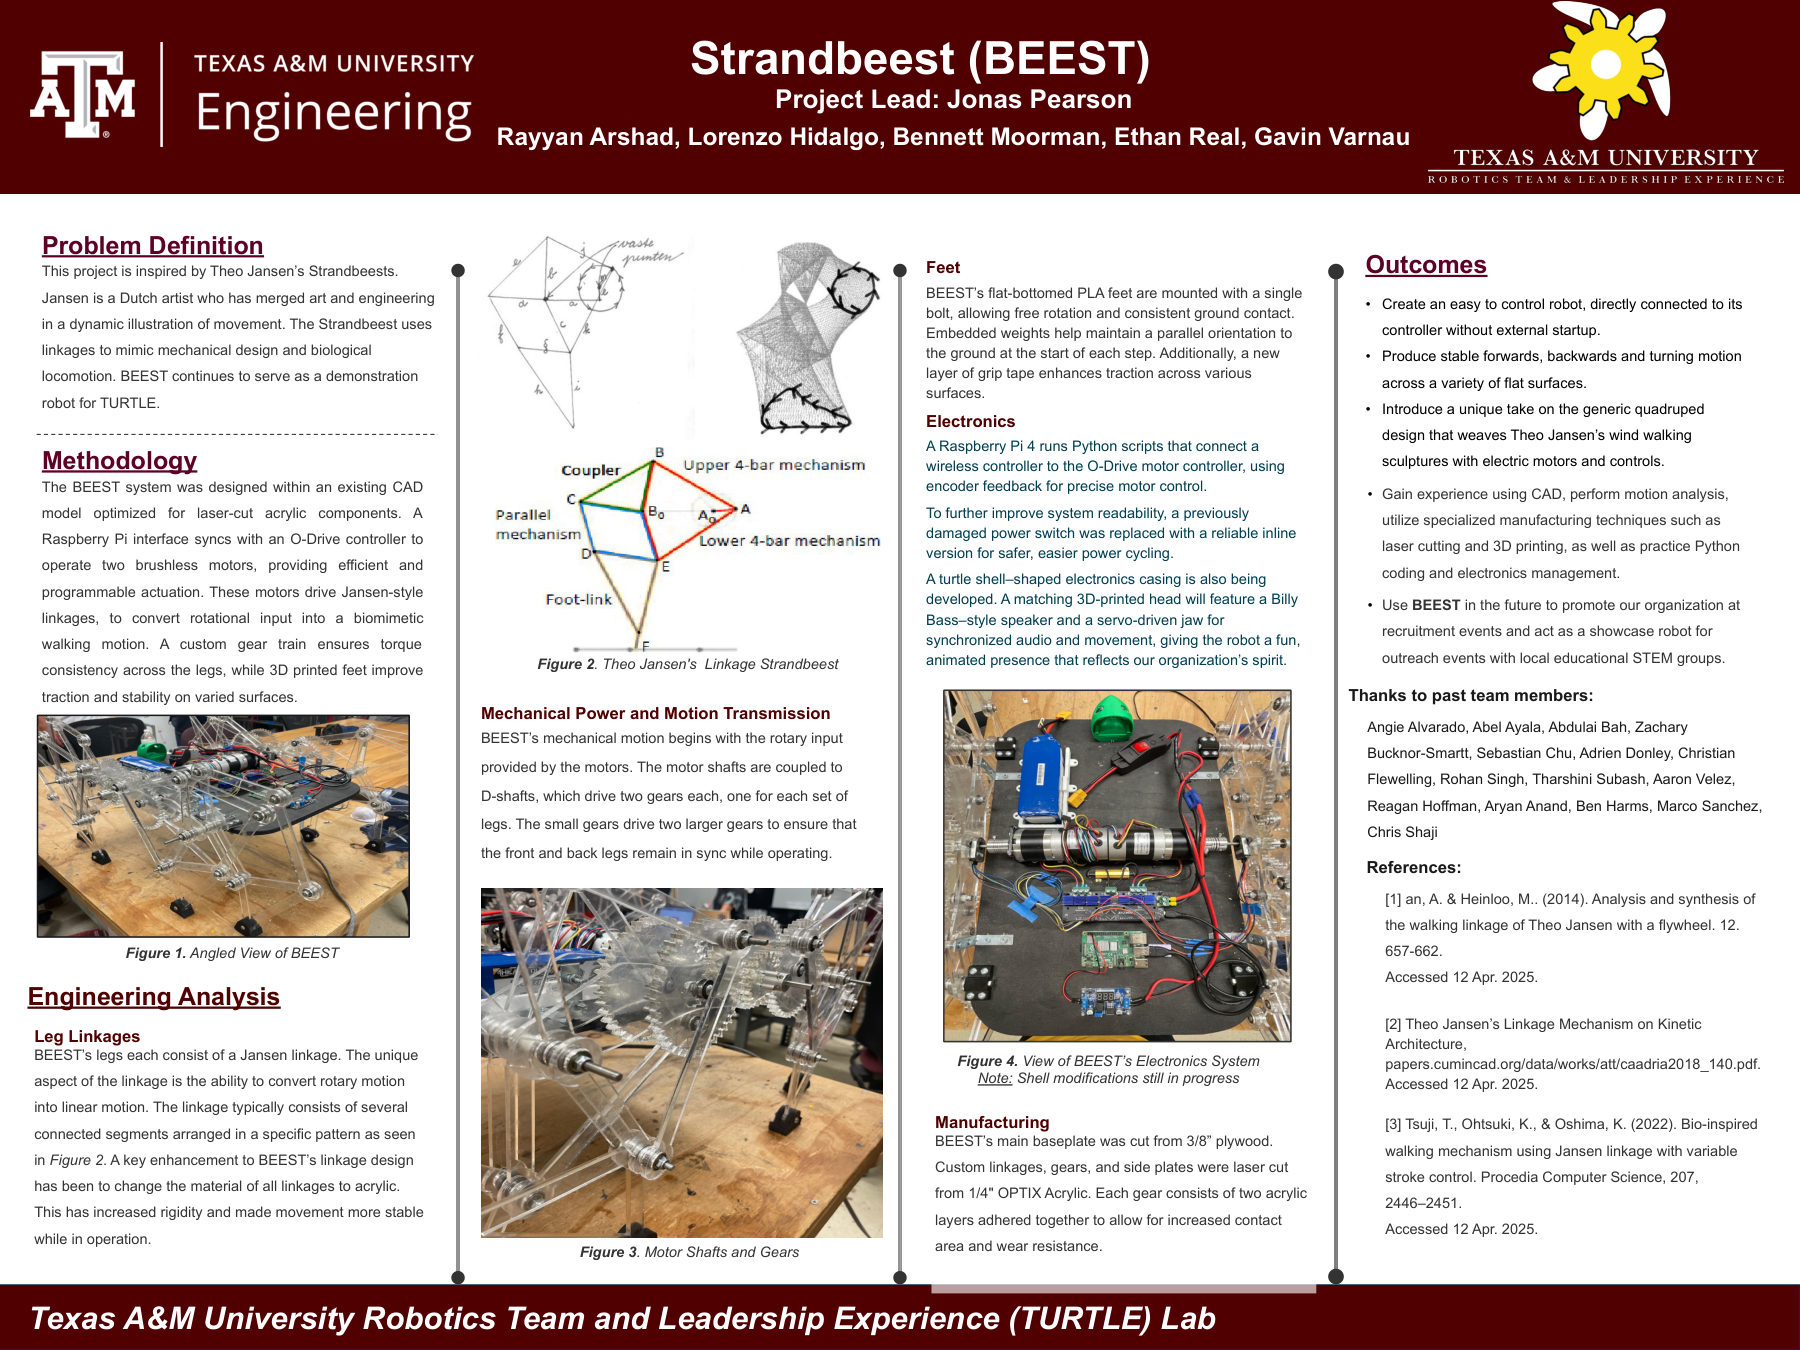 TEXAS A&M UNIVERSITY
Engineering
Strandbeest (BEEST)
Project Lead: Jonas Pearson
Rayyan Arshad, Lorenzo Hidalgo, Bennett Moorman, Ethan Real, Gavin Varnau
TEXAS A&M UNIVERSITY
ROBOTICS TEAM & LEADERSHIP EXPERIENCE
Problem Definition
This project is inspired by Theo Jansen’s Strandbeests.
Jansen is a Dutch artist who has merged art and engineering
in a dynamic illustration of movement. The Strandbeest uses
linkages to mimic mechanical design and biological
locomotion. BEEST continues to serve as a demonstration
robot for TURTLE.
Methodology
The BEEST system was designed within an existing CAD
model optimized for laser-cut acrylic components. A
Raspberry Pi interface syncs with an O-Drive controller to
operate two brushless motors, providing efficient and
programmable actuation. These motors drive Jansen-style
linkages, to convert rotational input into a biomimetic
walking motion. A custom gear train ensures torque
consistency across the legs, while 3D printed feet improve
traction and stability on varied surfaces.
Figure 1. Angled View of BEEST
Engineering Analysis
Leg Linkages
BEEST’s legs each consist of a Jansen linkage. The unique
aspect of the linkage is the ability to convert rotary motion
into linear motion. The linkage typically consists of several
connected segments arranged in a specific pattern as seen
in Figure 2. A key enhancement to BEEST’s linkage design
has been to change the material of all linkages to acrylic.
This has increased rigidity and made movement more stable
while in operation.
vaste
punten
B
Coupler
Upper 4-bar mechanism
C
B₀
A₀
A
Parallel
mechanism
Lower 4-bar mechanism
D
E
Foot-link
F
Figure 2. Theo Jansen's Linkage Strandbeest
Mechanical Power and Motion Transmission
BEEST’s mechanical motion begins with the rotary input
provided by the motors. The motor shafts are coupled to
D-shafts, which drive two gears each, one for each set of
legs. The small gears drive two larger gears to ensure that
the front and back legs remain in sync while operating.
Figure 3. Motor Shafts and Gears
Feet
BEEST’s flat-bottomed PLA feet are mounted with a single
bolt, allowing free rotation and consistent ground contact.
Embedded weights help maintain a parallel orientation to
the ground at the start of each step. Additionally, a new
layer of grip tape enhances traction across various
surfaces.
Electronics
A Raspberry Pi 4 runs Python scripts that connect a
wireless controller to the O-Drive motor controller, using
encoder feedback for precise motor control.
To further improve system readability, a previously
damaged power switch was replaced with a reliable inline
version for safer, easier power cycling.
A turtle shell–shaped electronics casing is also being
developed. A matching 3D-printed head will feature a Billy
Bass–style speaker and a servo-driven jaw for
synchronized audio and movement, giving the robot a fun,
animated presence that reflects our organization’s spirit.
Figure 4. View of BEEST’s Electronics System
Note: Shell modifications still in progress
Manufacturing
BEEST’s main baseplate was cut from 3/8” plywood.
Custom linkages, gears, and side plates were laser cut
from 1/4" OPTIX Acrylic. Each gear consists of two acrylic
layers adhered together to allow for increased contact
area and wear resistance.
Outcomes
• Create an easy to control robot, directly connected to its
controller without external startup.
• Produce stable forwards, backwards and turning motion
across a variety of flat surfaces.
• Introduce a unique take on the generic quadruped
design that weaves Theo Jansen’s wind walking
sculptures with electric motors and controls.
• Gain experience using CAD, perform motion analysis,
utilize specialized manufacturing techniques such as
laser cutting and 3D printing, as well as practice Python
coding and electronics management.
• Use BEEST in the future to promote our organization at
recruitment events and act as a showcase robot for
outreach events with local educational STEM groups.
Thanks to past team members:
Angie Alvarado, Abel Ayala, Abdulai Bah, Zachary
Bucknor-Smartt, Sebastian Chu, Adrien Donley, Christian
Flewelling, Rohan Singh, Tharshini Subash, Aaron Velez,
Reagan Hoffman, Aryan Anand, Ben Harms, Marco Sanchez,
Chris Shaji
References:
[1] an, A. & Heinloo, M.. (2014). Analysis and synthesis of
the walking linkage of Theo Jansen with a flywheel. 12.
657-662.
Accessed 12 Apr. 2025.
[2] Theo Jansen’s Linkage Mechanism on Kinetic
Architecture,
papers.cumincad.org/data/works/att/caadria2018_140.pdf.
Accessed 12 Apr. 2025.
[3] Tsuji, T., Ohtsuki, K., & Oshima, K. (2022). Bio-inspired
walking mechanism using Jansen linkage with variable
stroke control. Procedia Computer Science, 207,
2446–2451.
Accessed 12 Apr. 2025.
Texas A&M University Robotics Team and Leadership Experience (TURTLE) Lab